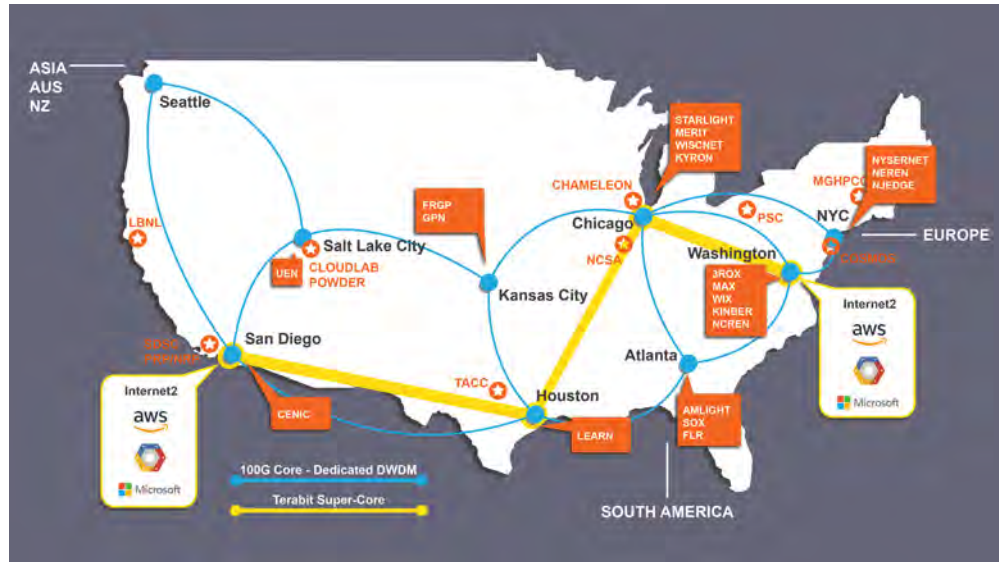 ASIA
AUS
NZ
Seattle
STARLIGHT
MERIT
WISCNET
KYRON
NYSERNET
NEREN
NJEDGE
CHAMELEON
MGHPCC
FRGP
GPN
LBNL
PSC
NYC
Chicago
EUROPE
Salt Lake City
NCSA
Washington
UEN
CLOUDLAB
POWDER
3ROX
MAX
WIX
KINBER
NCREN
Kansas City
Internet2
aws
Microsoft
San Diego
Atlanta
TACC
Houston
Internet2
aws
Microsoft
CENIC
LEARN
AMLIGHT
SOX
FLR
100G Core - Dedicated DWDM
Terabit Super-Core
SOUTH AMERICA